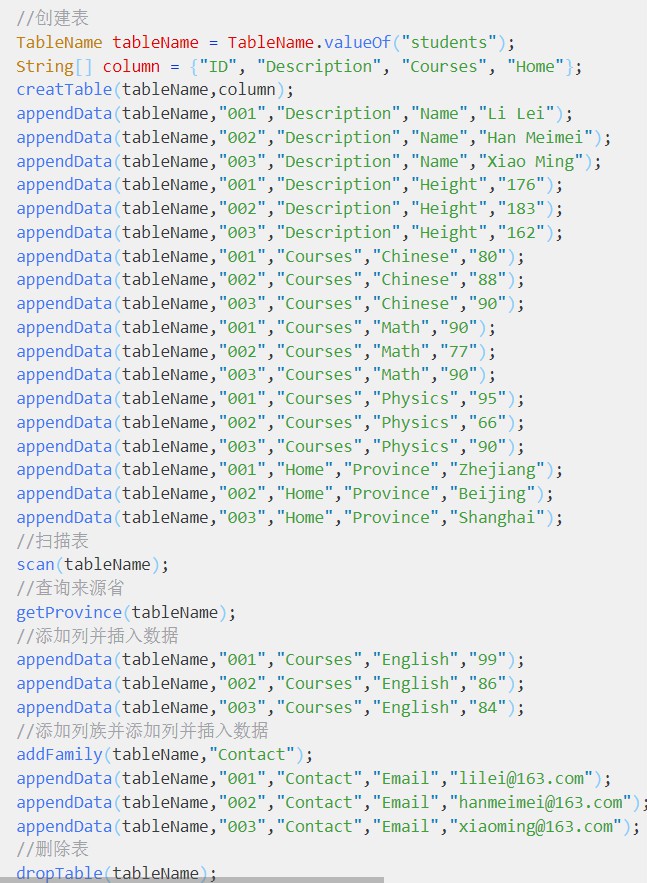 //创建表
TableName tableName = TableName.valueOf("students");
String[] column = {"ID", "Description", "Courses", "Home"};
creatTable(tableName,column);
appendData(tableName,"001","Description","Name","Li Lei");
appendData(tableName,"002","Description","Name","Han Meimei");
appendData(tableName,"003","Description","Name","Xiao Ming");
appendData(tableName,"001","Description","Height","176");
appendData(tableName,"002","Description","Height","183");
appendData(tableName,"003","Description","Height","162");
appendData(tableName,"001","Courses","Chinese","80");
appendData(tableName,"002","Courses","Chinese","88");
appendData(tableName,"003","Courses","Chinese","90");
appendData(tableName,"001","Courses","Math","90");
appendData(tableName,"002","Courses","Math","77");
appendData(tableName,"003","Courses","Math","90");
appendData(tableName,"001","Courses","Physics","95");
appendData(tableName,"002","Courses","Physics","66");
appendData(tableName,"003","Courses","Physics","90");
appendData(tableName,"001","Home","Province","Zhejiang");
appendData(tableName,"002","Home","Province","Beijing");
appendData(tableName,"003","Home","Province","Shanghai");
//扫描表
scan(tableName);
//查询来源省
getProvince(tableName);
//添加列并插入数据
appendData(tableName,"001","Courses","English","99");
appendData(tableName,"002","Courses","English","86");
appendData(tableName,"003","Courses","English","84");
//添加列族并添加列并插入数据
addFamily(tableName,"Contact");
appendData(tableName,"001","Contact","Email","lilei@163.com");
appendData(tableName,"002","Contact","Email","hanmeimei@163.com");
appendData(tableName,"003","Contact","Email","xiaoming@163.com");
//删除表
dropTable(tableName);